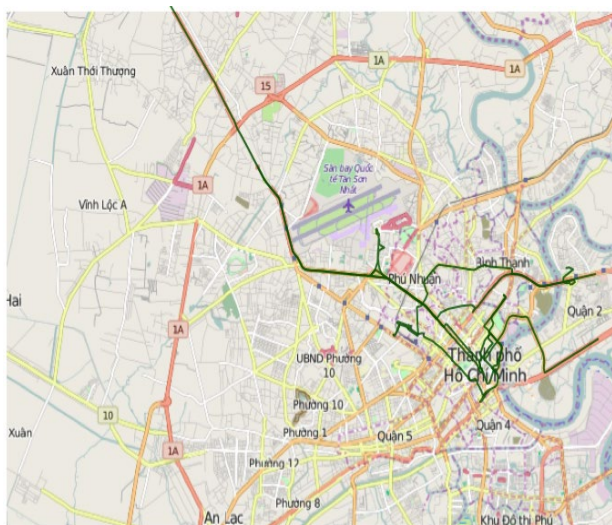 1A
1A
Xuân Thới Thượng
15
Sân bay Quốc
tế Tân Sơn
Nhất
1A
Vĩnh Lộc A
Bình Thạnh
Phú Nhuận
Hai
Quận 2
1A
Thành phố
Hồ Chí Minh
UBND Phường
10
Phường 10
10
Quận 4
Xuân
Phường 1
Quận 5
1A
Phường 12
Phường 8
An Lạc
Khu Đô thị Phú